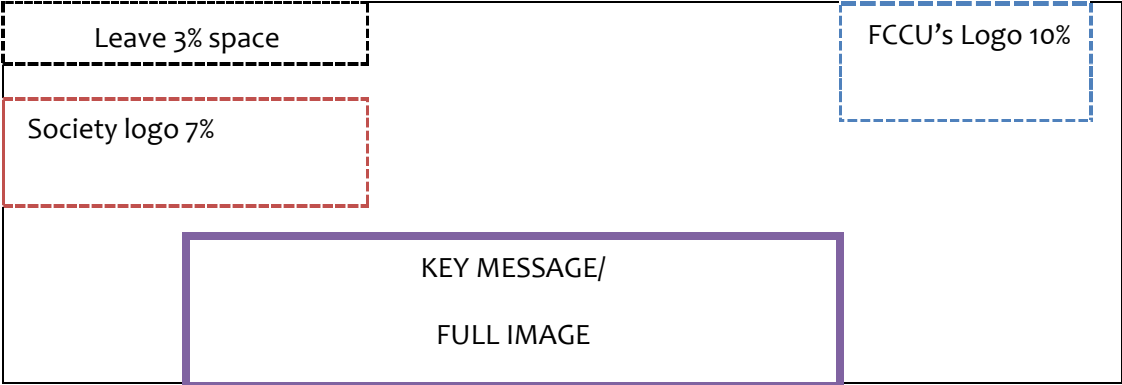 Leave 3% space
FCCU’s Logo 10%
Society logo 7%
KEY MESSAGE/
FULL IMAGE